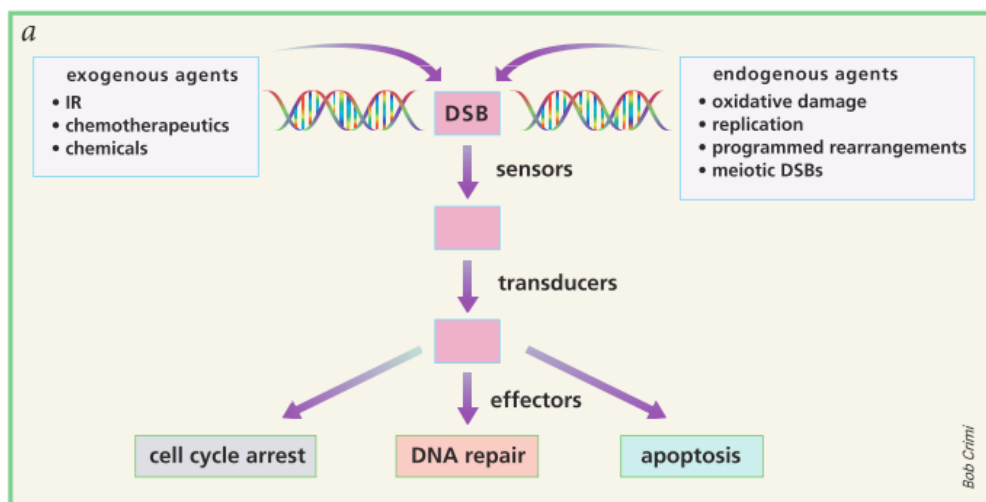 a
exogenous agents
• IR
• chemotherapeutics
• chemicals
DSB
endogenous agents
• oxidative damage
• replication
• programmed rearrangements
• meiotic DSBs
sensors
transducers
effectors
cell cycle arrest
DNA repair
apoptosis
Bob Crimi